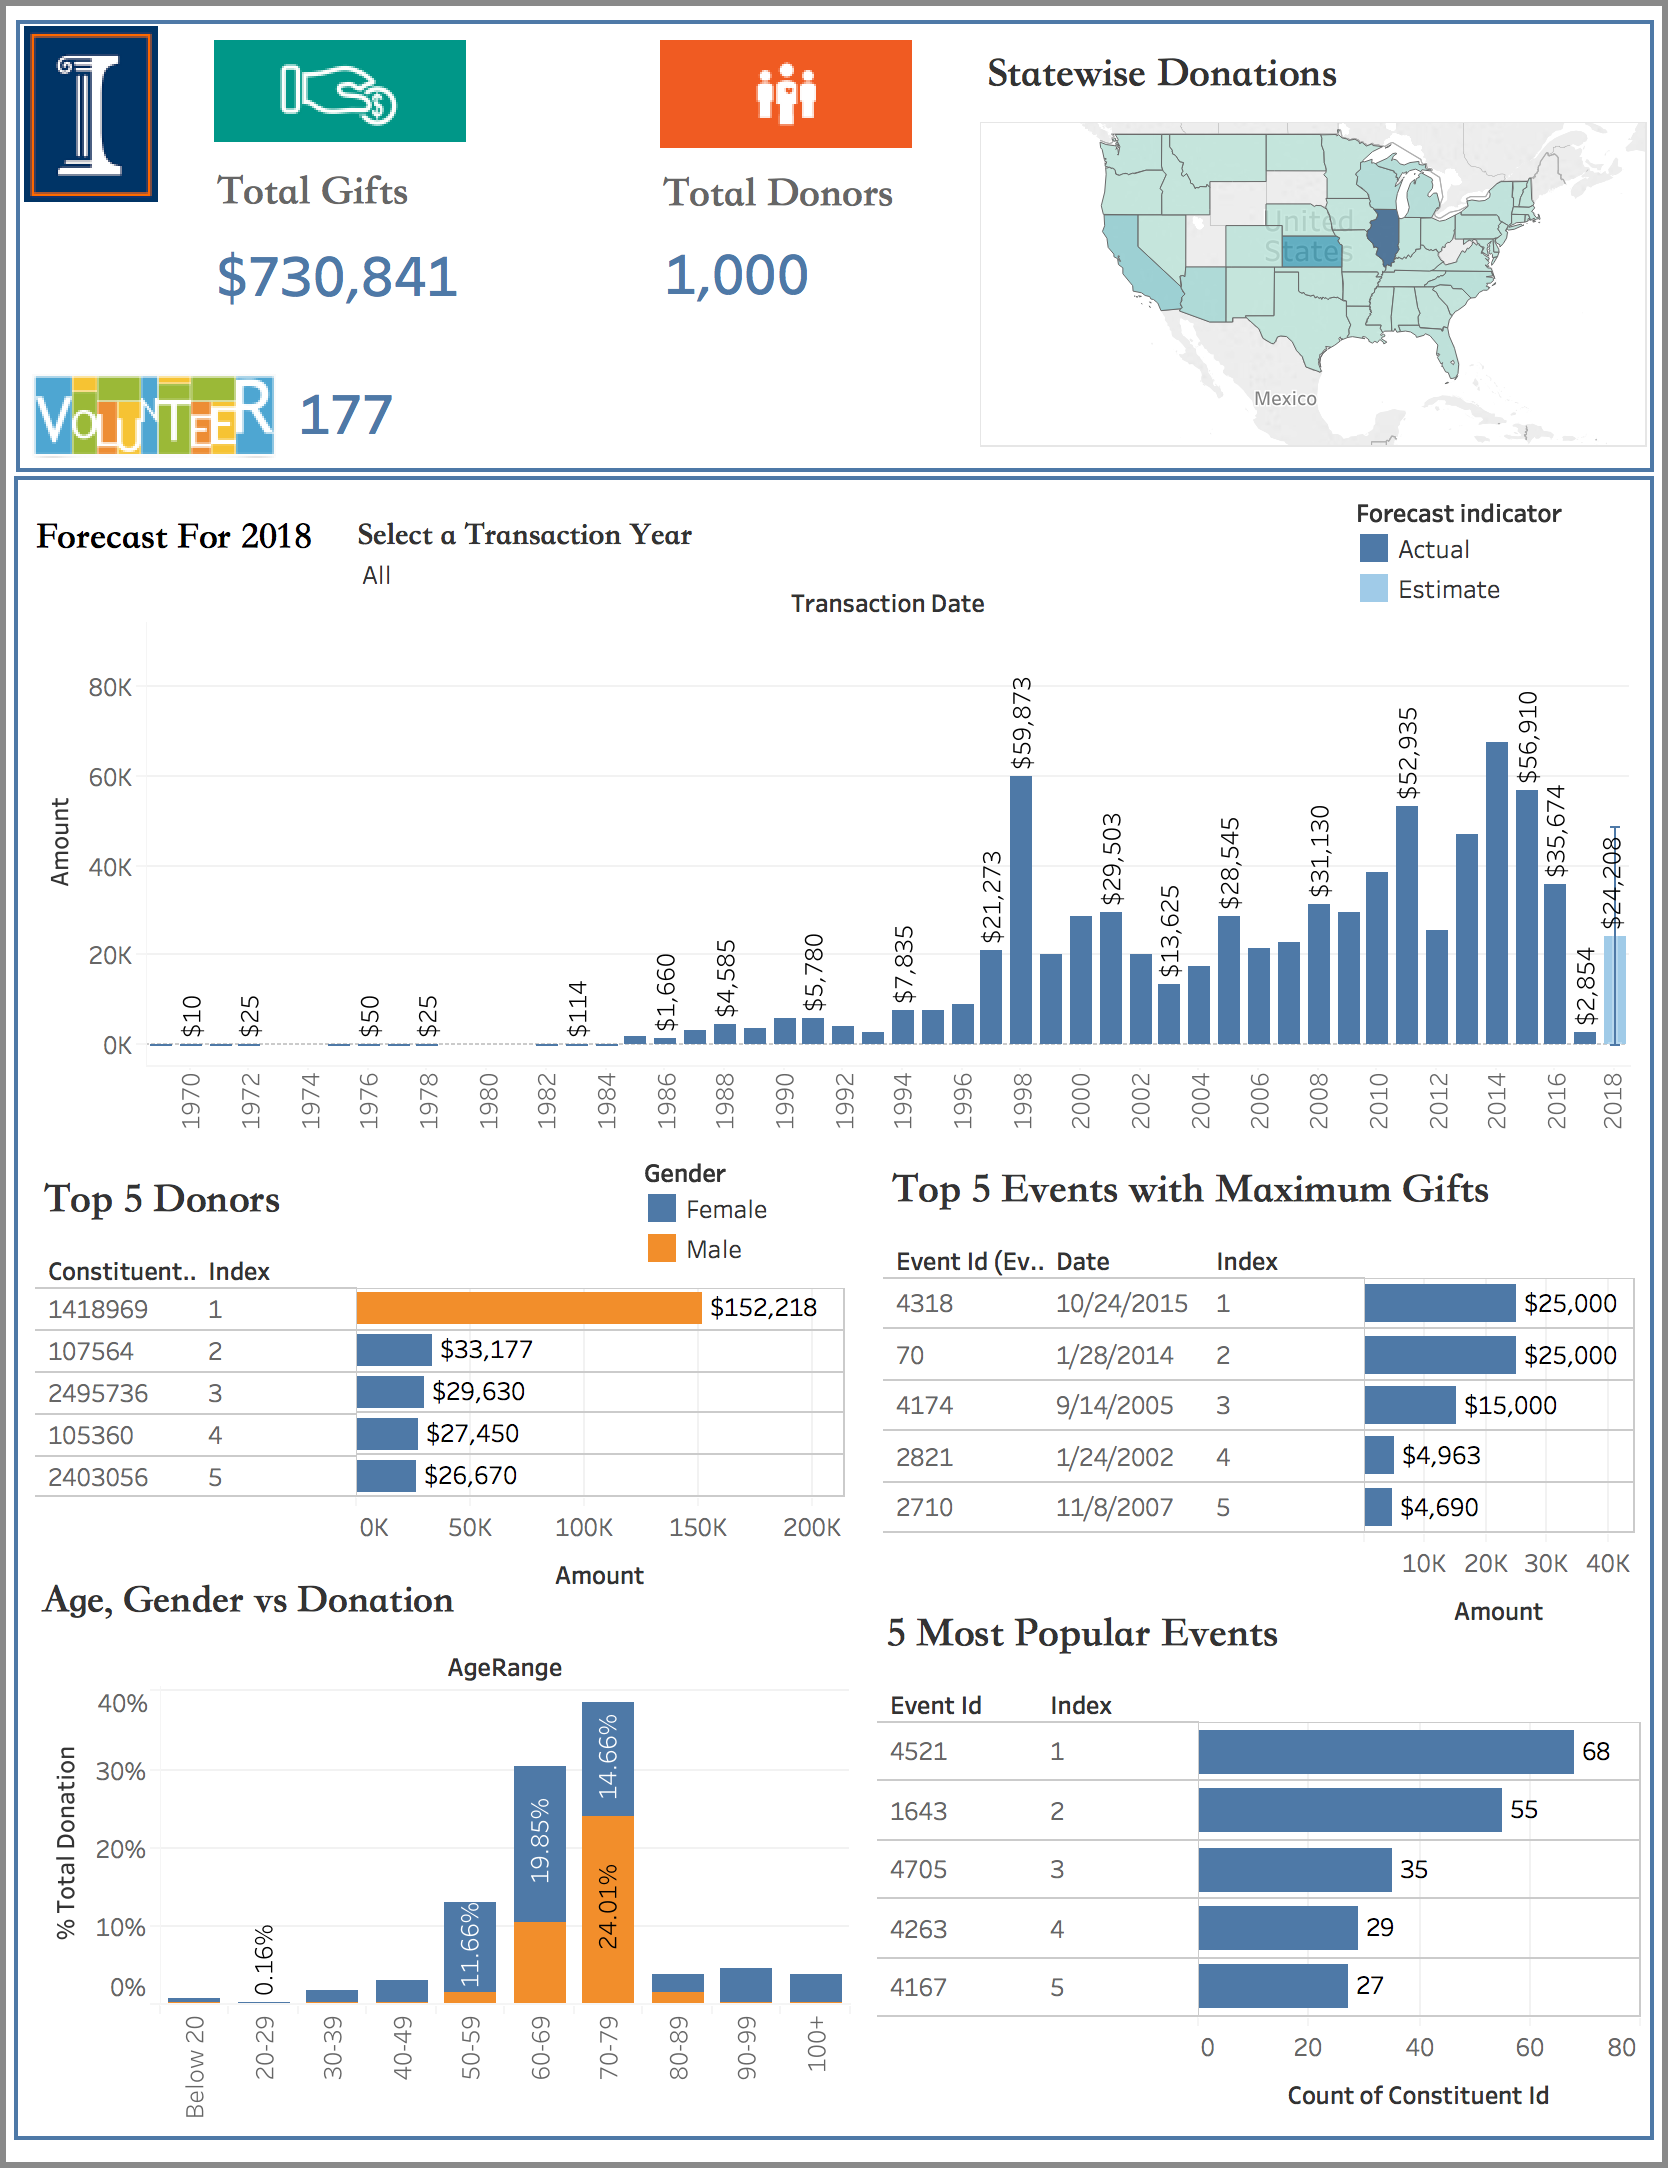 Total Gifts
$730,841
Total Donors
1,000
VOLUNTEER 177
Statewise Donations
United
States
Mexico
Forecast For 2018
Select a Transaction Year
All
Forecast indicator
Actual
Estimate
Transaction Date
Amount
80K
60K
40K
20K
0K
$10
$25
$50
$25
$114
$1,660
$4,585
$5,780
$7,835
$21,273
$59,873
$29,503
$13,625
$28,545
$31,130
$52,935
$56,910
$35,674
$2,854
$24,208
1970 1972 1974 1976 1978 1980 1982 1984 1986 1988 1990 1992 1994 1996 1998 2000 2002 2004 2006 2008 2010 2012 2014 2016 2018
Top 5 Donors
Gender
Female
Male
Constituent.. Index
1418969 1 $152,218
107564 2 $33,177
2495736 3 $29,630
105360 4 $27,450
2403056 5 $26,670
0K 50K 100K 150K 200K
Amount
Top 5 Events with Maximum Gifts
Event Id (Ev.. Date Index
4318 10/24/2015 1 $25,000
70 1/28/2014 2 $25,000
4174 9/14/2005 3 $15,000
2821 1/24/2002 4 $4,963
2710 11/8/2007 5 $4,690
10K 20K 30K 40K
Amount
Age, Gender vs Donation
AgeRange
% Total Donation
40%
30%
20%
10%
0%
0.16%
11.66%
19.85%
14.66%
24.01%
Below 20 20-29 30-39 40-49 50-59 60-69 70-79 80-89 90-99 100+
5 Most Popular Events
Event Id Index
4521 1 68
1643 2 55
4705 3 35
4263 4 29
4167 5 27
0 20 40 60 80
Count of Constituent Id